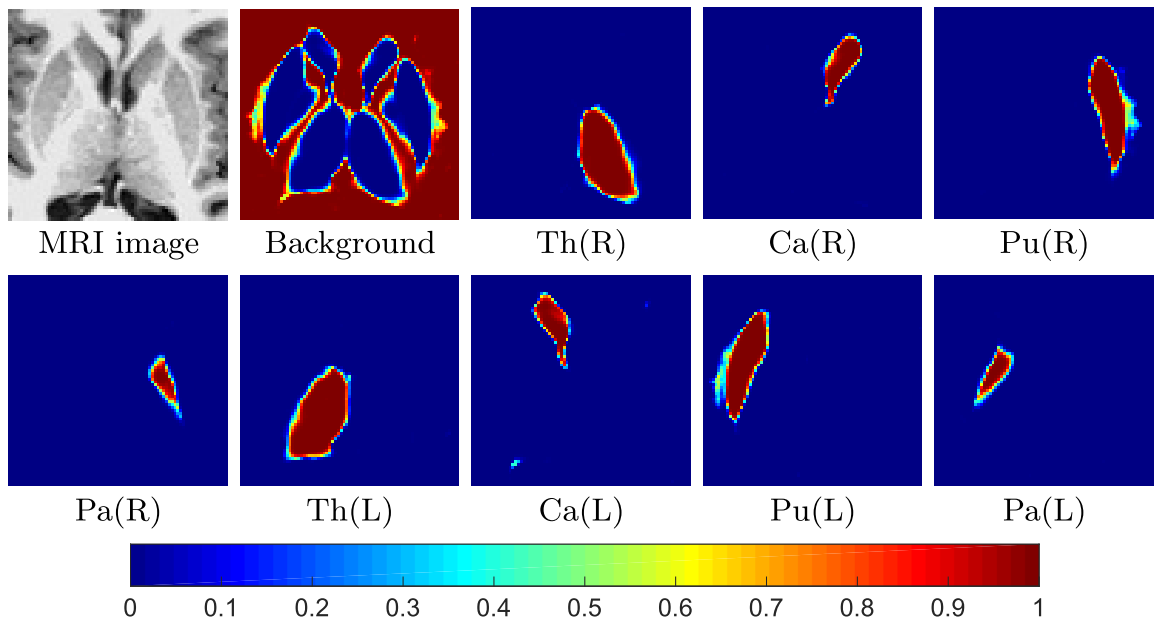 MRI image Background Th(R) Ca(R) Pu(R)
Pa(R) Th(L) Ca(L) Pu(L) Pa(L)
0 0.1 0.2 0.3 0.4 0.5 0.6 0.7 0.8 0.9 1